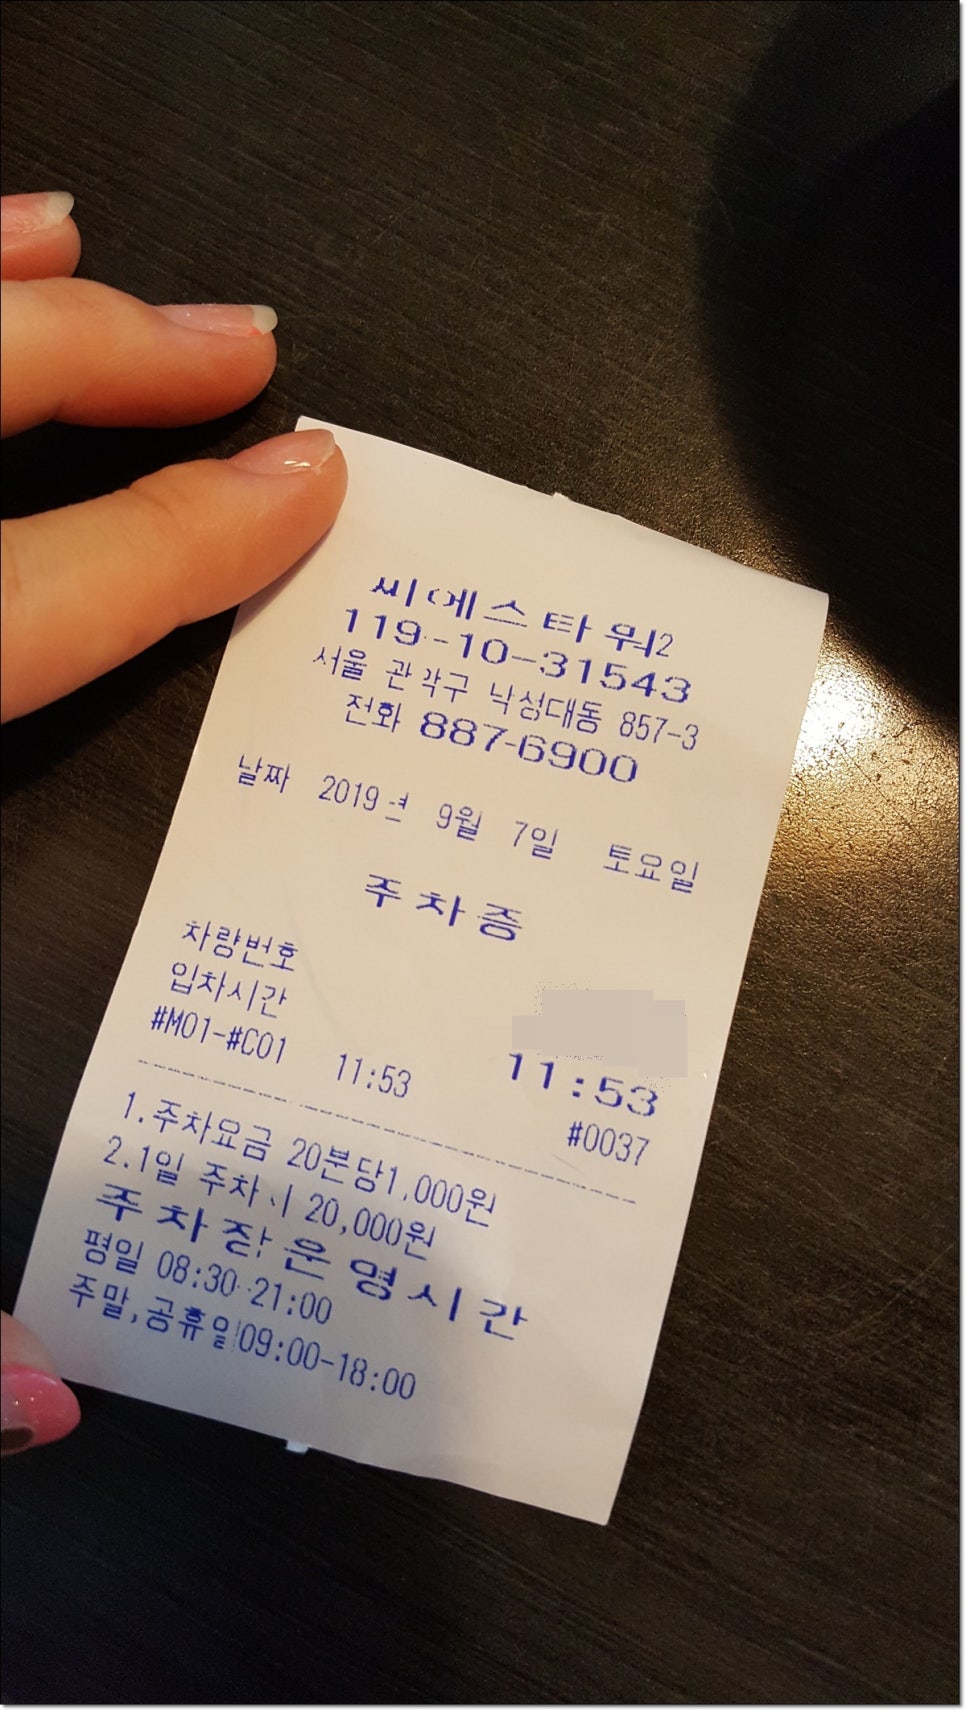 씨에스타워2
119-10-31543
서울 관악구 낙성대동 857-3
전화 887-6900
날짜 2019년 9월 7일 토요일
주차증
차량번호
입차시간 11:53
#M01-#C01 11:53 #0037
1.주차요금 20분당1,000원
2.1일 주차시 20,000원
주차장운영시간
평일 08:30-21:00
주말,공휴일09:00-18:00